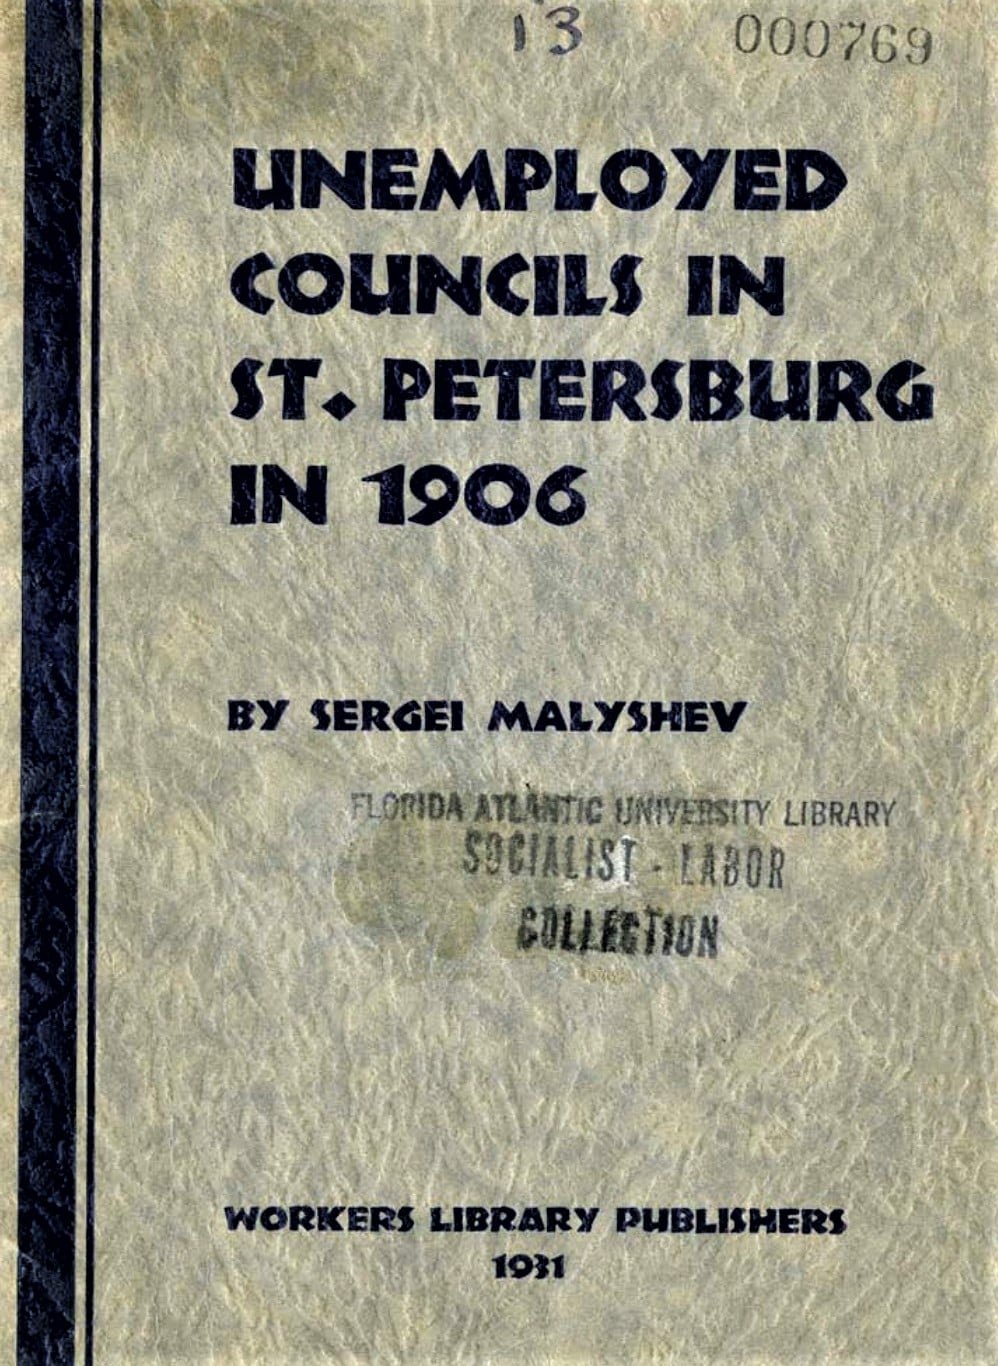 13
000769
UNEMPLOYED
COUNCILS IN
ST. PETERSBURG
IN 1906
BY SERGEI MALYSHEV
FLORIDA ATLANTIC UNIVERSITY LIBRARY
SOCIALIST - LABOR
COLLECTION
WORKERS LIBRARY PUBLISHERS
1931